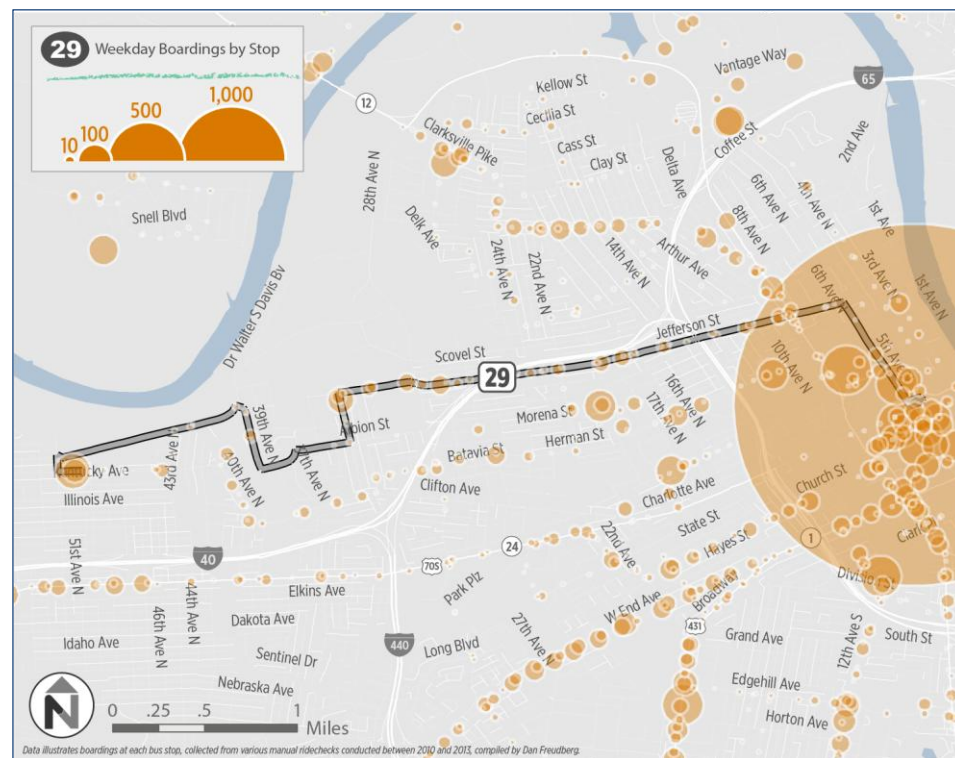 29 Weekday Boardings by Stop
10 100 500 1,000
12
Kellow St
Vantage Way
65
Cecilia St
Clarksville Pike
Cass St
Clay St
Coffee St
2nd Ave
28th Ave N
Delta Ave
6th Ave N
4th Ave N
1st Ave
Snell Blvd
Delk Ave
24th Ave N
22nd Ave N
14th Ave N
Arthur Ave
8th Ave N
3rd Ave N
1st Ave N
6th Ave N
Dr Walter S Davis Bv
Scovel St
Jefferson St
29
10th Ave N
5th Ave
39th Ave N
Albion St
Morena St
16th Ave N
17th Ave N
Herman St
Batavia St
43rd Ave N
40th Ave N
Illinois Ave
Clifton Ave
Charlotte Ave
Church St
State St
Hayes St
1
51st Ave N
40
24
70S
22nd Ave
Elkins Ave
Park Plz
Broadway
W End Ave
44th Ave N
46th Ave N
Dakota Ave
431
Idaho Ave
Sentinel Dr
440
Long Blvd
27th Ave N
Grand Ave
South St
12th Ave S
Nebraska Ave
Edgehill Ave
Horton Ave
N
0 .25 .5 1
Miles
Data illustrates boardings at each bus stop, collected from various manual ridechecks conducted between 2010 and 2013, compiled by Dan Freudberg.